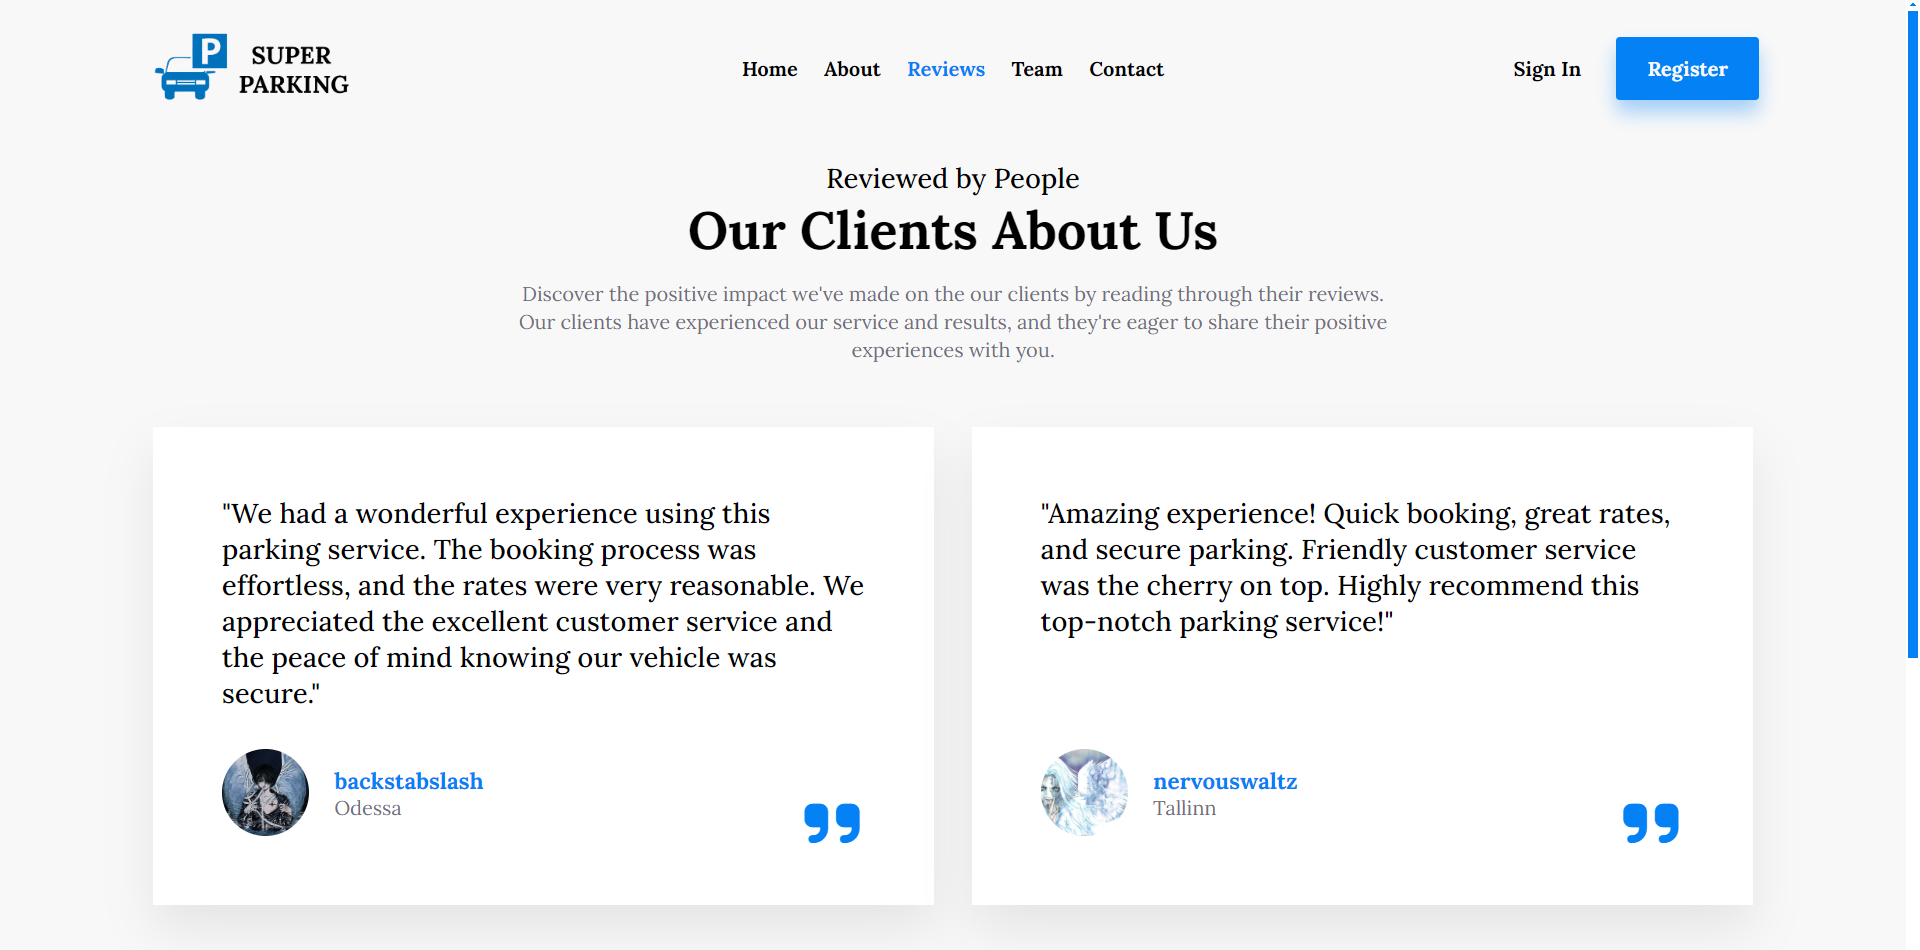 P
SUPER
PARKING
Home
About
Reviews
Team
Contact
Sign In
Register
Reviewed by People
Our Clients About Us
Discover the positive impact we've made on the our clients by reading through their reviews.
Our clients have experienced our service and results, and they're eager to share their positive
experiences with you.
"We had a wonderful experience using this
parking service. The booking process was
effortless, and the rates were very reasonable. We
appreciated the excellent customer service and
the peace of mind knowing our vehicle was
secure."
backstabslash
Odessa
"Amazing experience! Quick booking, great rates,
and secure parking. Friendly customer service
was the cherry on top. Highly recommend this
top-notch parking service!"
nervouswaltz
Tallinn